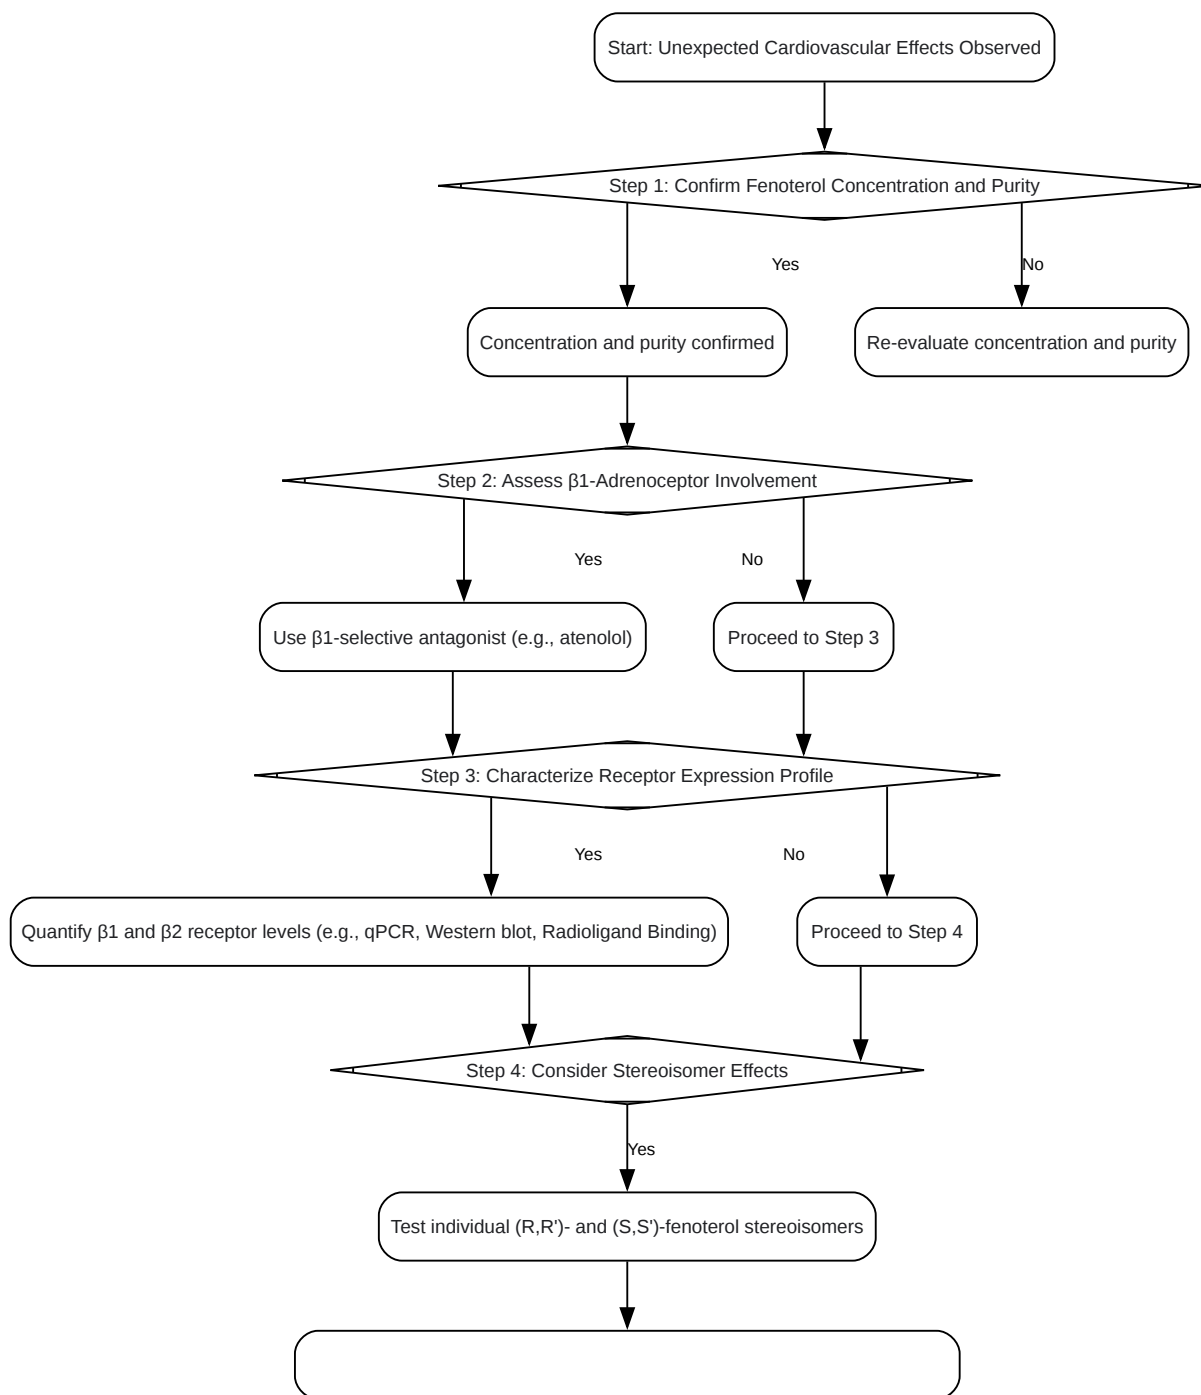 Start: Unexpected Cardiovascular Effects Observed
Step 1: Confirm Fenoterol Concentration and Purity
Yes
No
Concentration and purity confirmed
Re-evaluate concentration and purity
Step 2: Assess β1-Adrenoceptor Involvement
Yes
No
Use β1-selective antagonist (e.g., atenolol)
Proceed to Step 3
Step 3: Characterize Receptor Expression Profile
Yes
No
Quantify β1 and β2 receptor levels (e.g., qPCR, Western blot, Radioligand Binding)
Proceed to Step 4
Step 4: Consider Stereoisomer Effects
Yes
Test individual (R,R')- and (S,S')-fenoterol stereoisomers